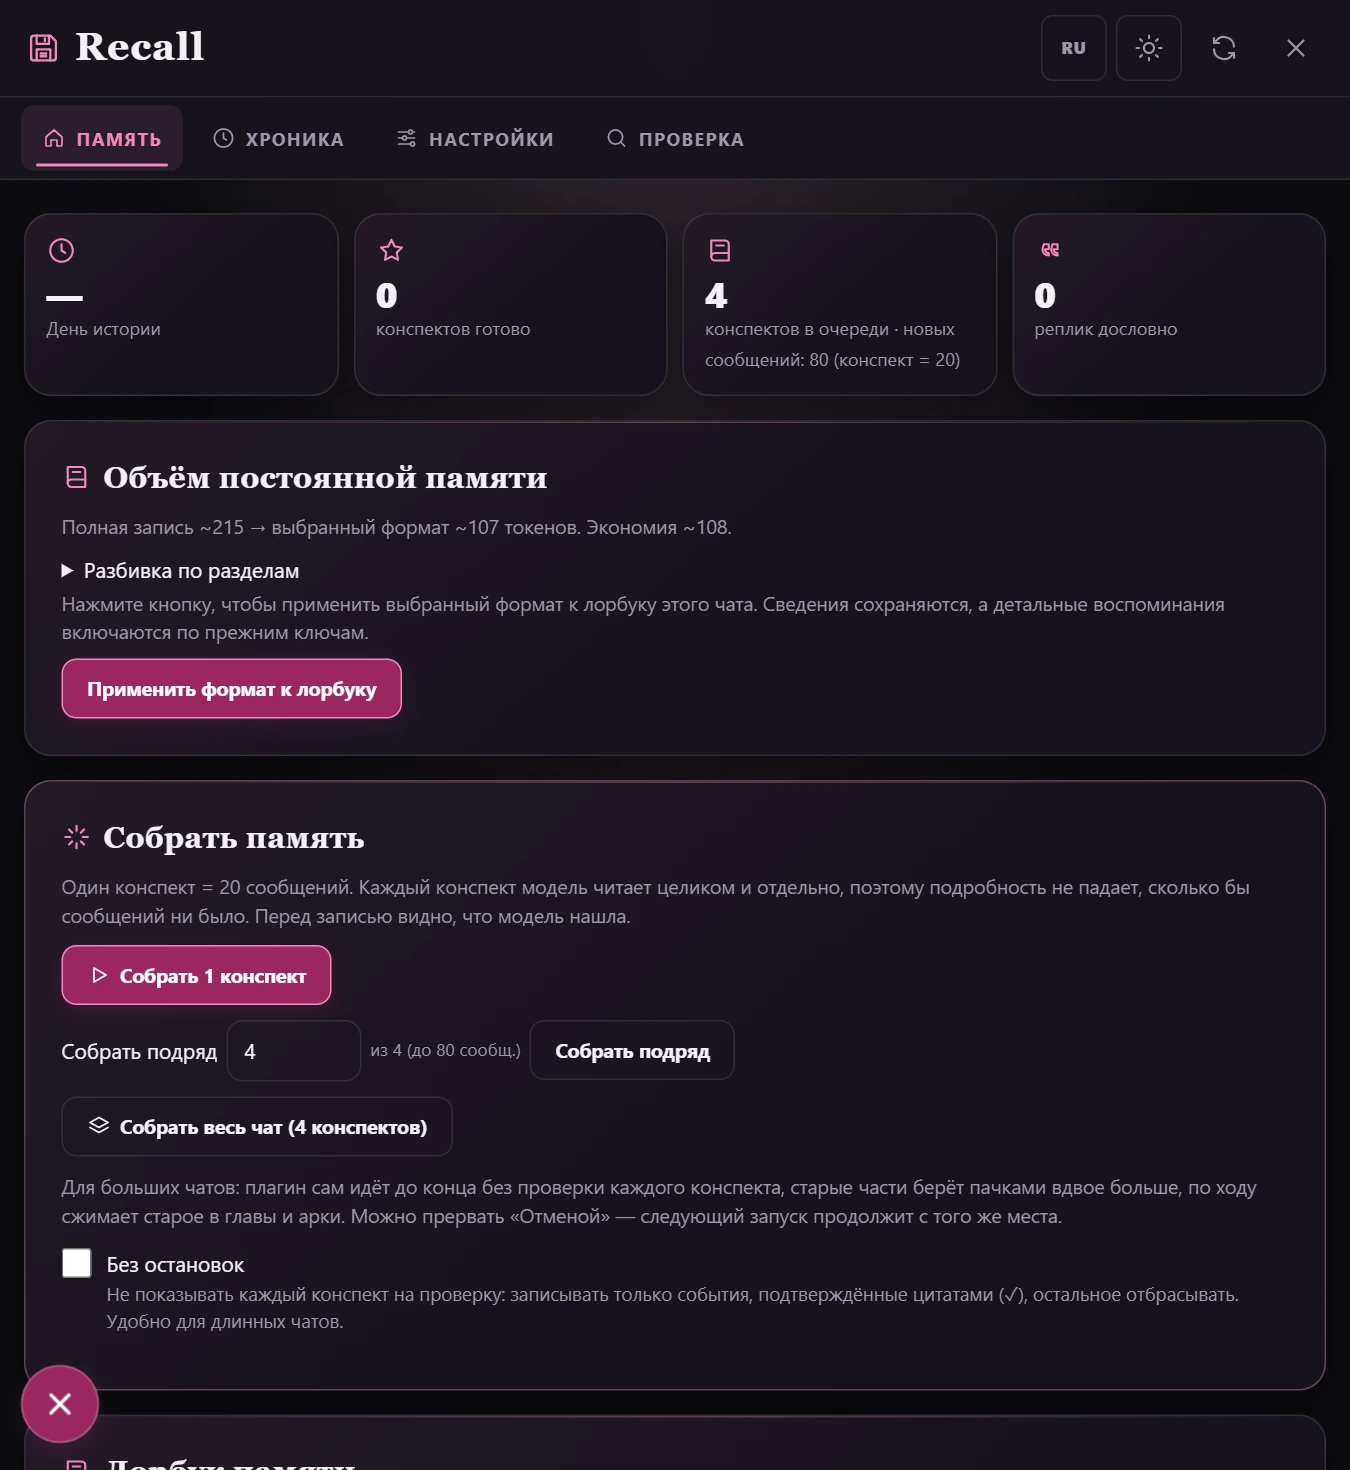 Recall
RU
ПАМЯТЬ
ХРОНИКА
НАСТРОЙКИ
ПРОВЕРКА
—
День истории
0
конспектов готово
4
конспектов в очереди · новых
сообщений: 80 (конспект = 20)
0
реплик дословно
Объём постоянной памяти
Полная запись ~215 → выбранный формат ~107 токенов. Экономия ~108.
Разбивка по разделам
Нажмите кнопку, чтобы применить выбранный формат к лорбуку этого чата. Сведения сохраняются, а детальные воспоминания
включаются по прежним ключам.
Применить формат к лорбуку
Собрать память
Один конспект = 20 сообщений. Каждый конспект модель читает целиком и отдельно, поэтому подробность не падает, сколько бы
сообщений ни было. Перед записью видно, что модель нашла.
Собрать 1 конспект
Собрать подряд 4 из 4 (до 80 сообщ.) Собрать подряд
Собрать весь чат (4 конспектов)
Для больших чатов: плагин сам идёт до конца без проверки каждого конспекта, старые части берёт пачками вдвое больше, по ходу
сжимает старое в главы и арки. Можно прервать «Отменой» — следующий запуск продолжит с того же места.
Без остановок
Не показывать каждый конспект на проверку: записывать только события, подтверждённые цитатами (✓), остальное отбрасывать.
Удобно для длинных чатов.
Лорбук памяти